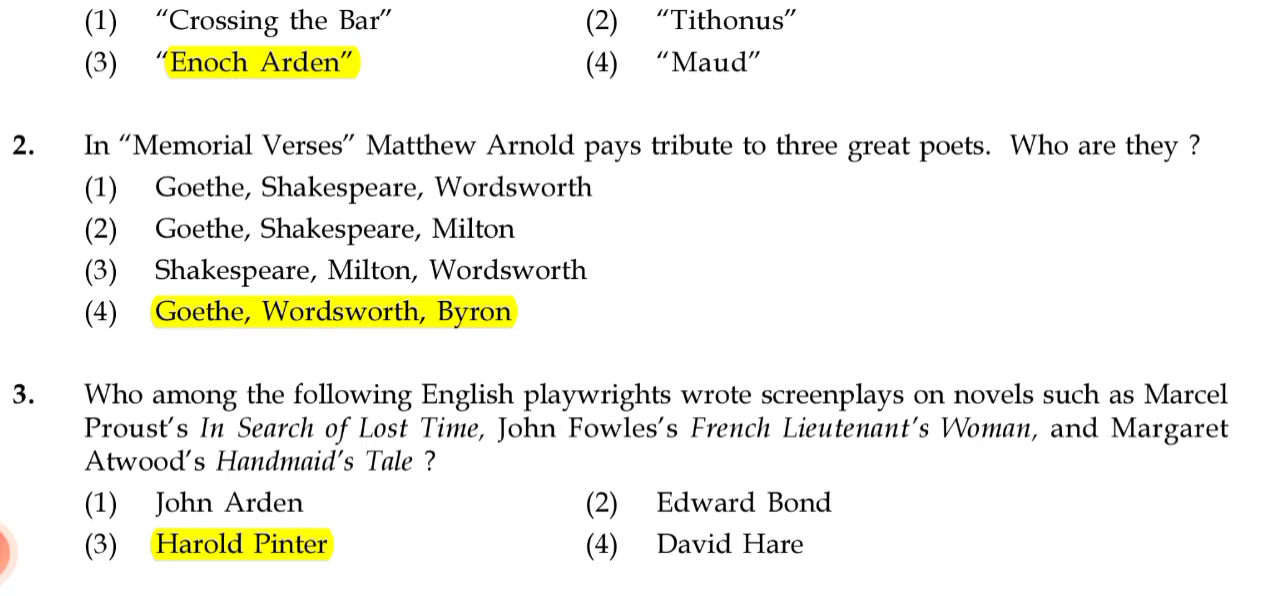 (1) “Crossing the Bar” (2) “Tithonus”
(3) “Enoch Arden” (4) “Maud”
2. In “Memorial Verses” Matthew Arnold pays tribute to three great poets. Who are they ?
(1) Goethe, Shakespeare, Wordsworth
(2) Goethe, Shakespeare, Milton
(3) Shakespeare, Milton, Wordsworth
(4) Goethe, Wordsworth, Byron
3. Who among the following English playwrights wrote screenplays on novels such as Marcel
Proust’s In Search of Lost Time, John Fowles’s French Lieutenant’s Woman, and Margaret
Atwood’s Handmaid’s Tale ?
(1) John Arden (2) Edward Bond
(3) Harold Pinter (4) David Hare